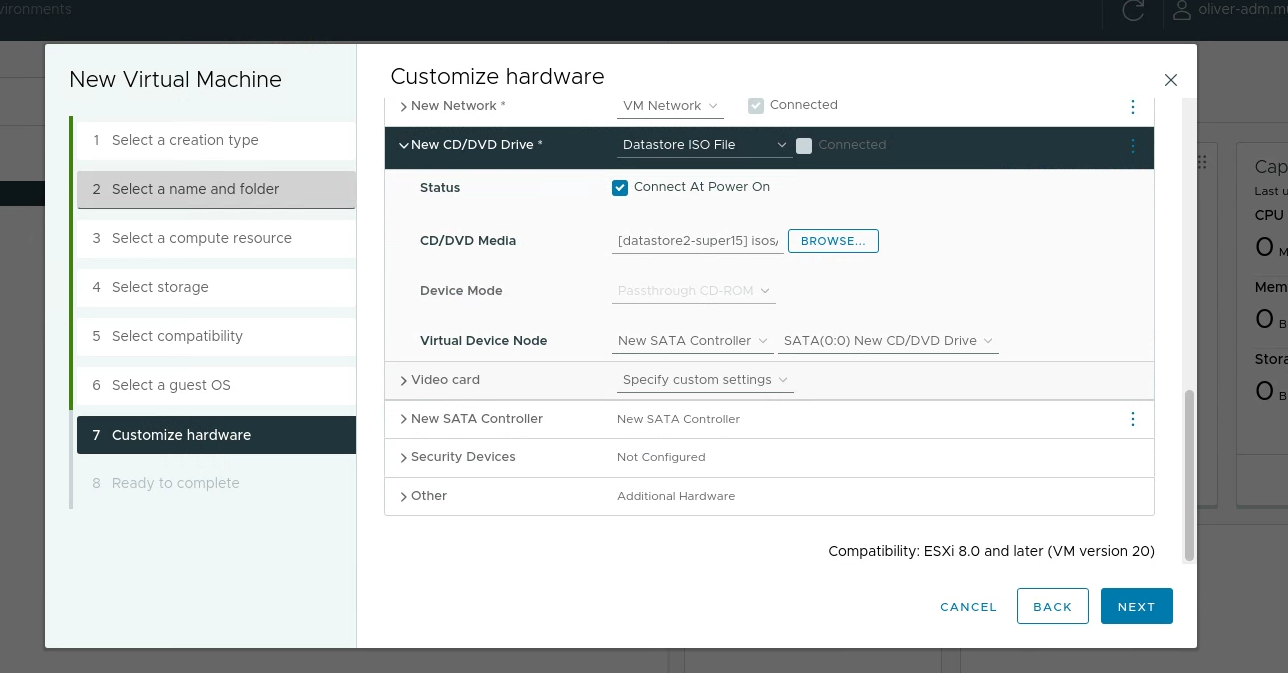 vironments
oliver-adm.m
New Virtual Machine
1 Select a creation type
2 Select a name and folder
3 Select a compute resource
4 Select storage
5 Select compatibility
6 Select a guest OS
7 Customize hardware
8 Ready to complete
Customize hardware
New Network * VM Network Connected
New CD/DVD Drive * Datastore ISO File Connected
Status Connect At Power On
CD/DVD Media [datastore2-super15] isos/ BROWSE...
Device Mode Passthrough CD-ROM
Virtual Device Node New SATA Controller SATA(0:0) New CD/DVD Drive
Video card Specify custom settings
New SATA Controller New SATA Controller
Security Devices Not Configured
Other Additional Hardware
Compatibility: ESXi 8.0 and later (VM version 20)
CANCEL BACK NEXT
Cap
Last u
CPU
0 M
Mem
0 B
Stora
0 B